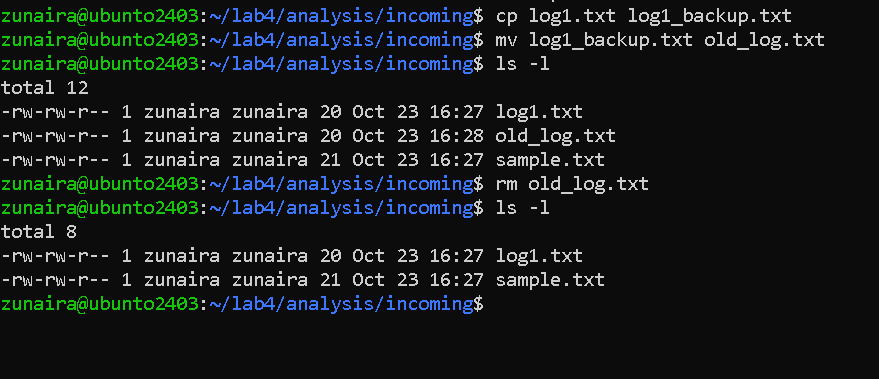 zunaira@ubunto2403:~/lab4/analysis/incoming$ cp log1.txt log1_backup.txt
zunaira@ubunto2403:~/lab4/analysis/incoming$ mv log1_backup.txt old_log.txt
zunaira@ubunto2403:~/lab4/analysis/incoming$ ls -l
total 12
-rw-rw-r-- 1 zunaira zunaira 20 Oct 23 16:27 log1.txt
-rw-rw-r-- 1 zunaira zunaira 20 Oct 23 16:28 old_log.txt
-rw-rw-r-- 1 zunaira zunaira 21 Oct 23 16:27 sample.txt
zunaira@ubunto2403:~/lab4/analysis/incoming$ rm old_log.txt
zunaira@ubunto2403:~/lab4/analysis/incoming$ ls -l
total 8
-rw-rw-r-- 1 zunaira zunaira 20 Oct 23 16:27 log1.txt
-rw-rw-r-- 1 zunaira zunaira 21 Oct 23 16:27 sample.txt
zunaira@ubunto2403:~/lab4/analysis/incoming$